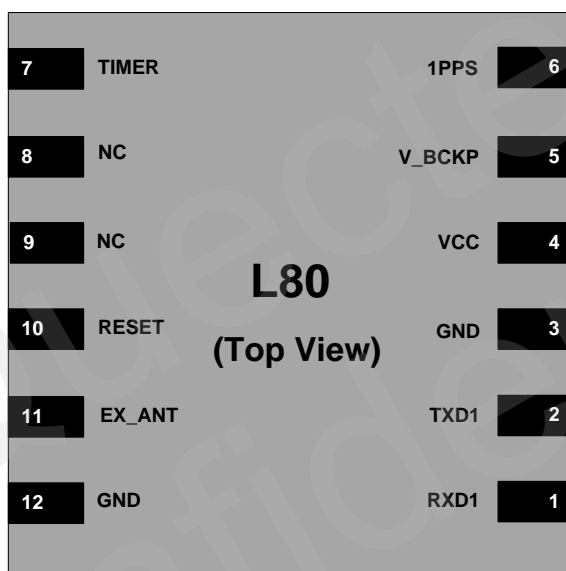 7 TIMER 1PPS 6
8 NC V_BCKP 5
9 NC VCC 4
L80
10 RESET GND 3
(Top View)
11 EX_ANT TXD1 2
12 GND RXD1 1